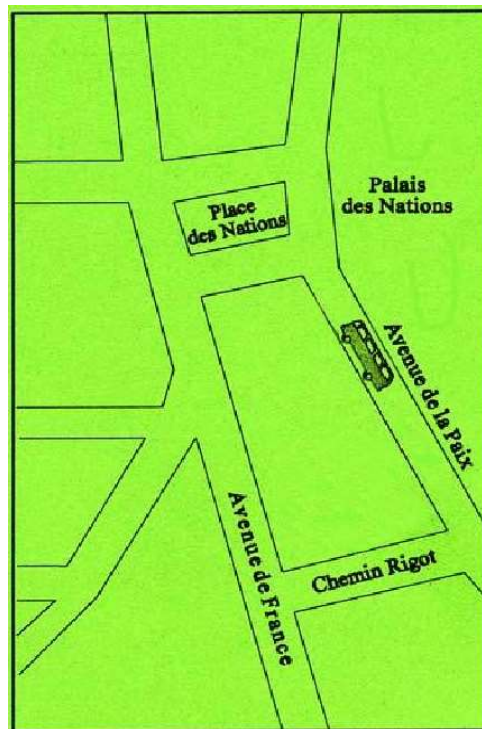 Palais
des Nations
Place
des Nations
Avenue de la Paix
Avenue de France
Chemin Rigot